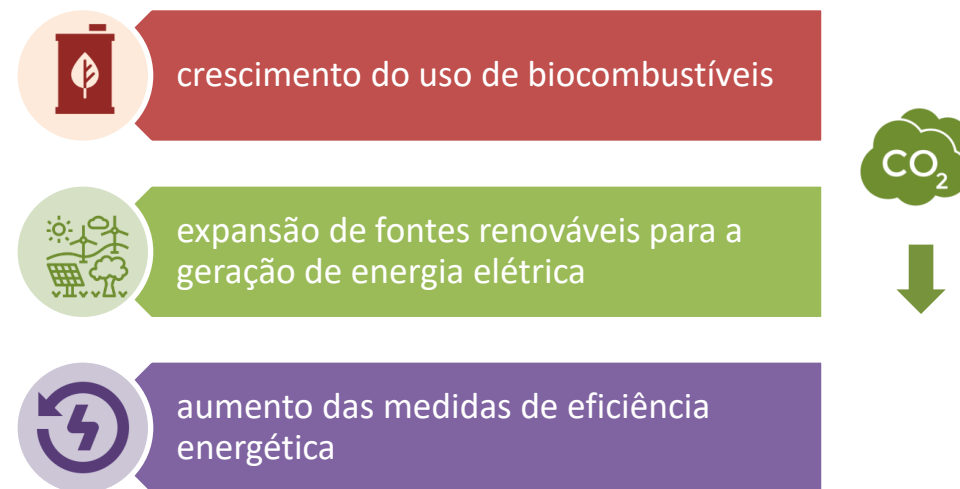 crescimento do uso de biocombustíveis
CO₂
expansão de fontes renováveis para a
geração de energia elétrica
aumento das medidas de eficiência
energética